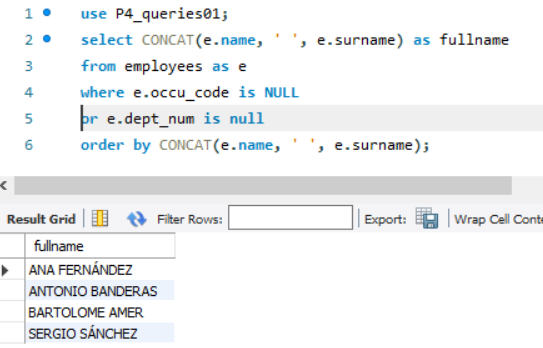 1 use P4_queries01;
2 select CONCAT(e.name, ' ', e.surname) as fullname
3 from employees as e
4 where e.occu_code is NULL
5 or e.dept_num is null
6 order by CONCAT(e.name, ' ', e.surname);
Result Grid Filter Rows: Export: Wrap Cell Conte
fullname
ANA FERNÁNDEZ
ANTONIO BANDERAS
BARTOLOME AMER
SERGIO SÁNCHEZ